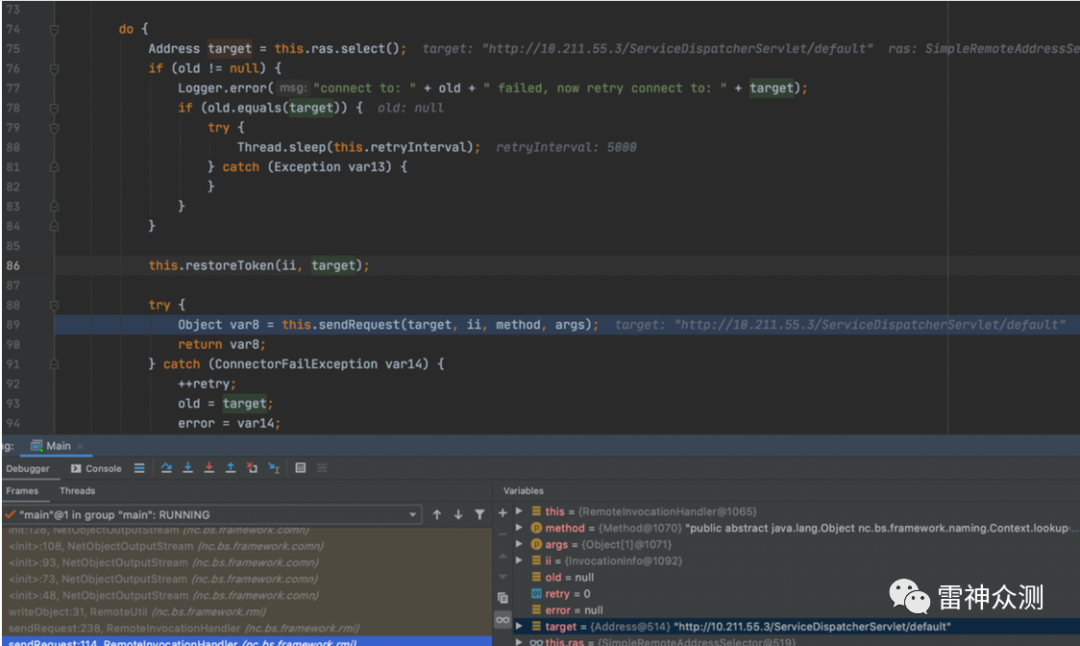 73
74 do {
75 Address target = this.ras.select(); target: "http://10.211.55.3/ServiceDispatcherServlet/default" ras: SimpleRemoteAddressSe
76 if (old != null) {
77 Logger.error( msg: "connect to: " + old + " failed, now retry connect to: " + target);
78 if (old.equals(target)) { old: null
79 try {
80 Thread.sleep(this.retryInterval); retryInterval: 5000
81 } catch (Exception var13) {
82 }
83 }
84 }
85
86 this.restoreToken(ii, target);
87
88 try {
89 Object var8 = this.sendRequest(target, ii, method, args); target: "http://10.211.55.3/ServiceDispatcherServlet/default"
90 return var8;
91 } catch (ConnectorFailException var14) {
92 ++retry;
93 old = target;
94 error = var14;
ng: Main ×
Debugger Console
Frames Threads
"main"@1 in group "main": RUNNING
init:128, NetObjectOutputStream (nc.bs.framework.comn)
<init>:108, NetObjectOutputStream (nc.bs.framework.comn)
<init>:93, NetObjectOutputStream (nc.bs.framework.comn)
<init>:73, NetObjectOutputStream (nc.bs.framework.comn)
<init>:48, NetObjectOutputStream (nc.bs.framework.comn)
writeObject:31, RemoteUtil (nc.bs.framework.rmi)
sendRequest:238, RemoteInvocationHandler (nc.bs.framework.rmi)
sendRequest:114, RemoteInvocationHandler (nc.bs.framework.rmi)
Variables
this = {RemoteInvocationHandler@1065}
method = {Method@1070} "public abstract java.lang.Object nc.bs.framework.naming.Context.lookup
args = {Object[1]@1071}
ii = {InvocationInfo@1092}
old = null
retry = 0
error = null
target = {Address@514} "http://10.211.55.3/ServiceDispatcherServlet/default"
this.ras = {SimpleRemoteAddressSelector@519}
雷神众测